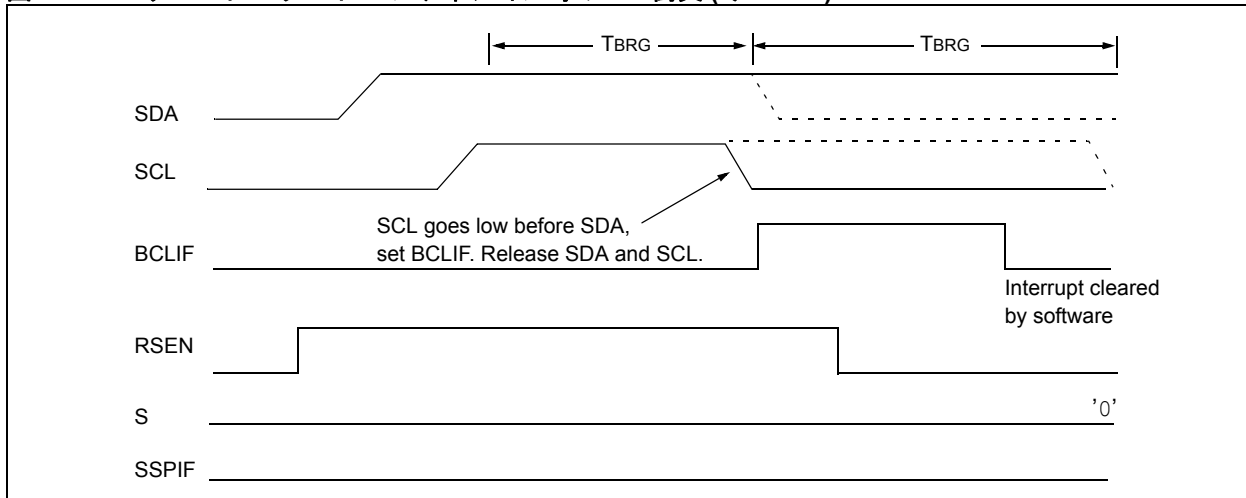 TBRG TBRG
SDA
SCL
SCL goes low before SDA,
set BCLIF. Release SDA and SCL.
BCLIF
Interrupt cleared
by software
RSEN
S
'0'
SSPIF